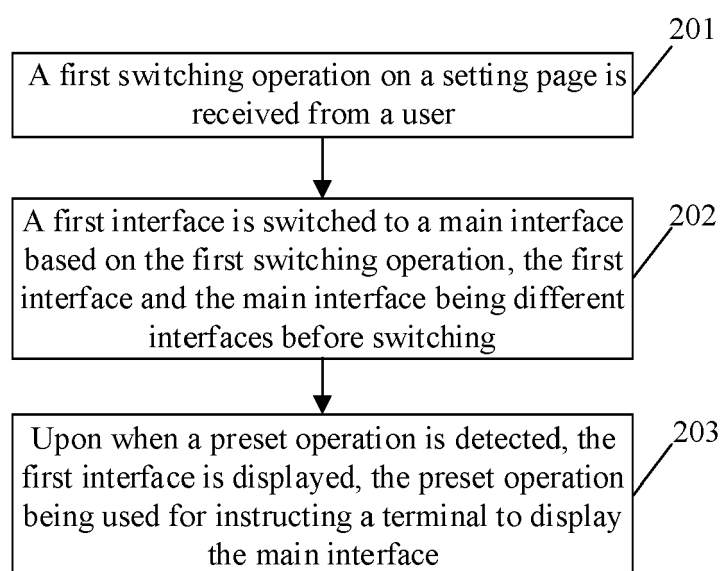 201
A first switching operation on a setting page is
received from a user
202
A first interface is switched to a main interface
based on the first switching operation, the first
interface and the main interface being different
interfaces before switching
203
Upon when a preset operation is detected, the
first interface is displayed, the preset operation
being used for instructing a terminal to display
the main interface